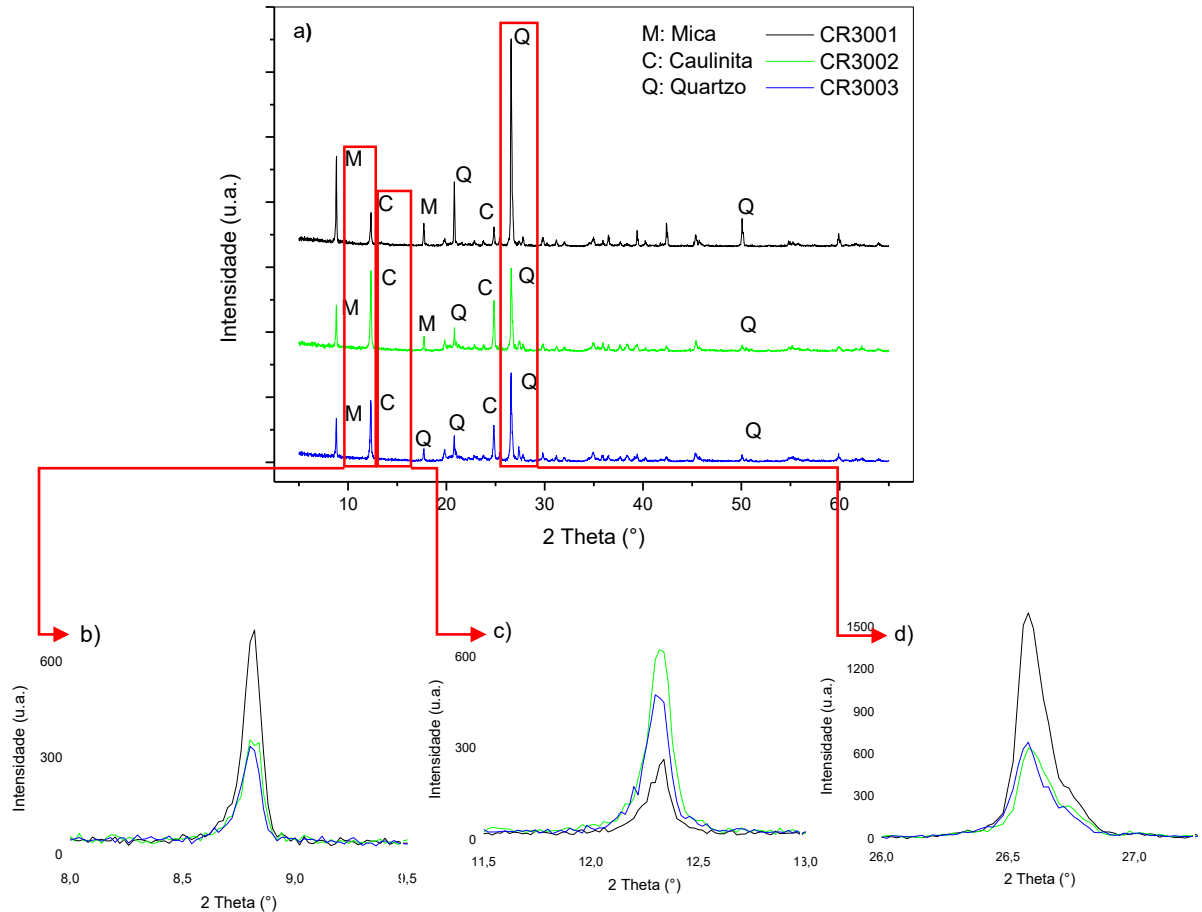 a)
M: Mica
CR3001
C: Caulinita
CR3002
Q: Quartzo
CR3003
Q
M
C
M
Q
C
Q
M
C
M
Q
C
Q
Q
M
C
Q
Q
C
Q
Q
Intensidade (u.a.)
10 20 30 40 50 60
2 Theta (°)
b)
600
300
0
Intensidade (u.a.)
8,0 8,5 9,0 9,5
2 Theta (°)
c)
600
300
0
Intensidade (u.a.)
11,5 12,0 12,5 13,0
2 Theta (°)
d)
1500
1200
900
600
300
0
Intensidade (u.a.)
26,0 26,5 27,0
2 Theta (°)